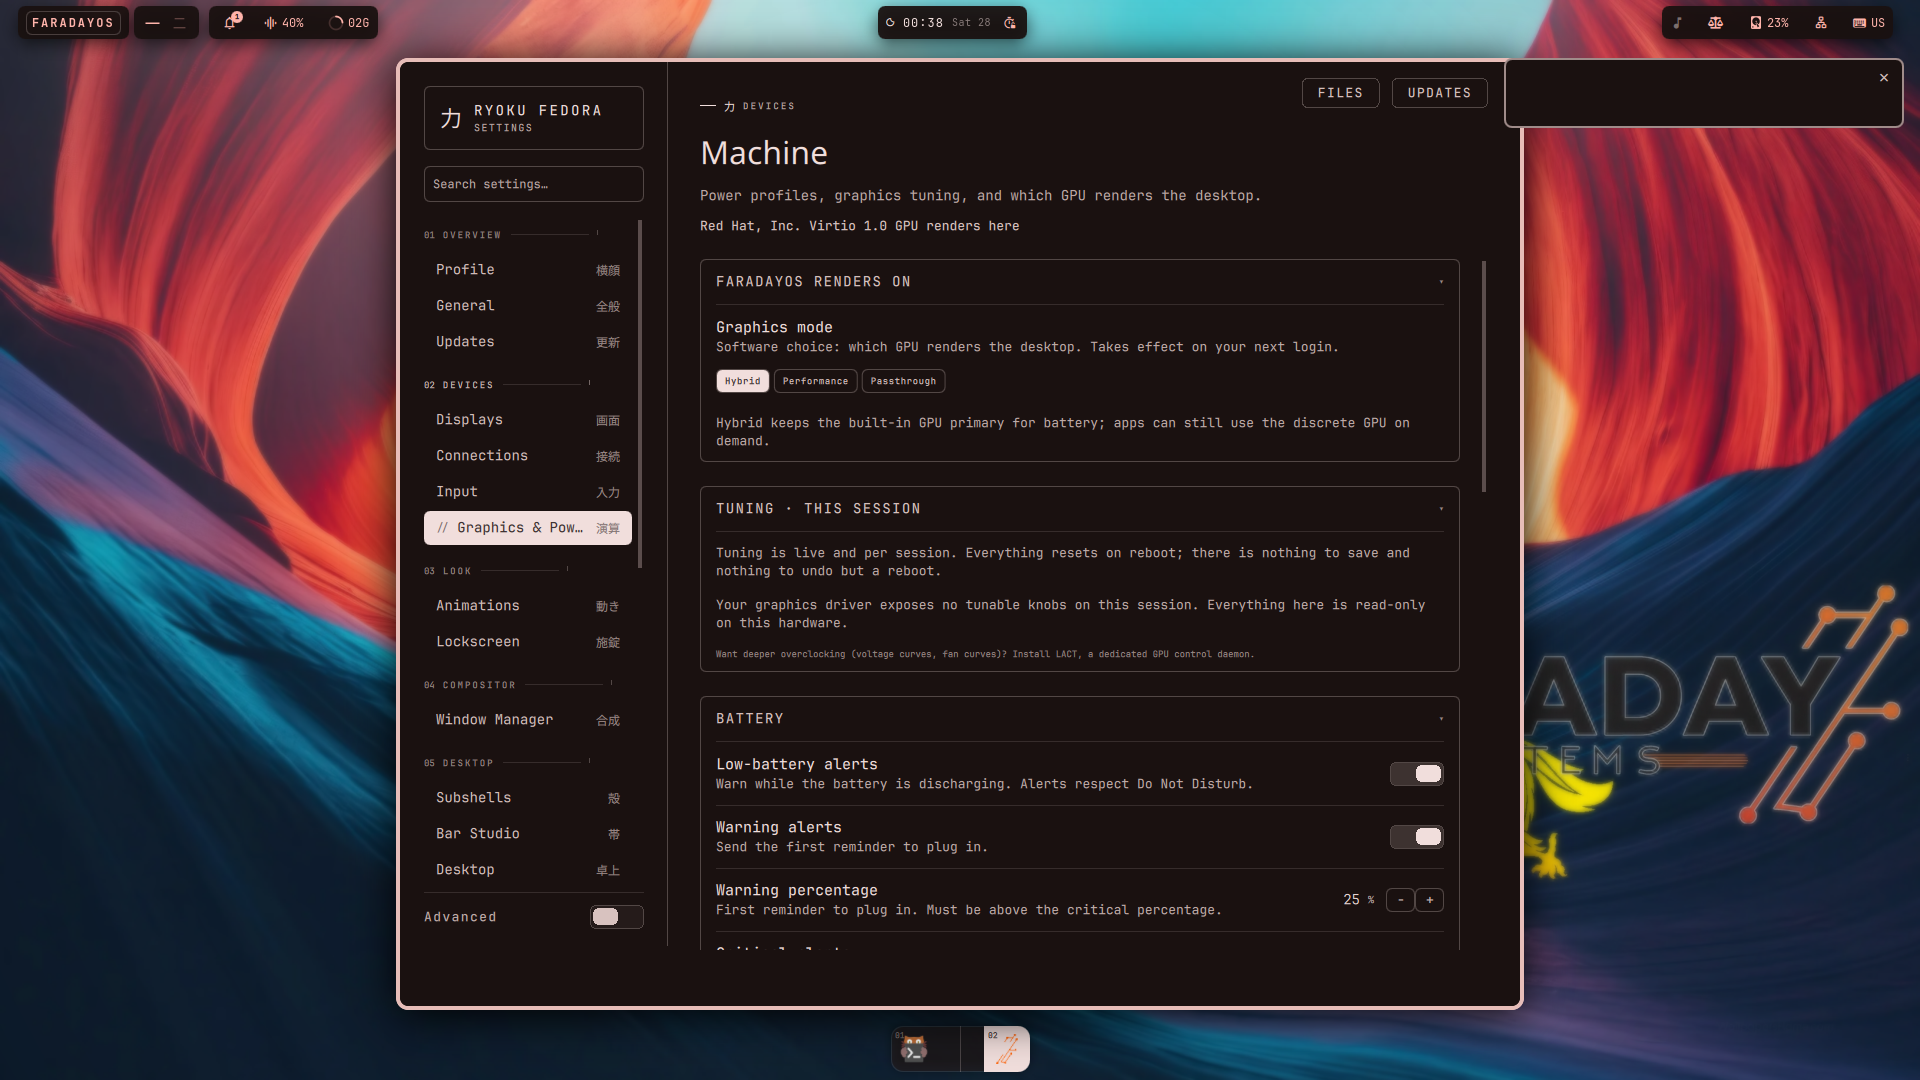 FARADAYOS
1
40%
02G
00:38 Sat 28
23%
US
力 RYOKU FEDORA
SETTINGS
Search settings…
01 OVERVIEW
Profile 横顔
General 全般
Updates 更新
02 DEVICES
Displays 画面
Connections 接続
Input 入力
// Graphics & Pow… 演算
03 LOOK
Animations 動き
Lockscreen 施錠
04 COMPOSITOR
Window Manager 合成
05 DESKTOP
Subshells 殻
Bar Studio 帯
Desktop 卓上
Advanced
力 DEVICES
FILES
UPDATES
×
Machine
Power profiles, graphics tuning, and which GPU renders the desktop.
Red Hat, Inc. Virtio 1.0 GPU renders here
FARADAYOS RENDERS ON
Graphics mode
Software choice: which GPU renders the desktop. Takes effect on your next login.
Hybrid Performance Passthrough
Hybrid keeps the built-in GPU primary for battery; apps can still use the discrete GPU on
demand.
TUNING · THIS SESSION
Tuning is live and per session. Everything resets on reboot; there is nothing to save and
nothing to undo but a reboot.
Your graphics driver exposes no tunable knobs on this session. Everything here is read-only
on this hardware.
Want deeper overclocking (voltage curves, fan curves)? Install LACT, a dedicated GPU control daemon.
BATTERY
Low-battery alerts
Warn while the battery is discharging. Alerts respect Do Not Disturb.
Warning alerts
Send the first reminder to plug in.
Warning percentage
First reminder to plug in. Must be above the critical percentage.
25 % - +
ADAY
TEMS
01
02